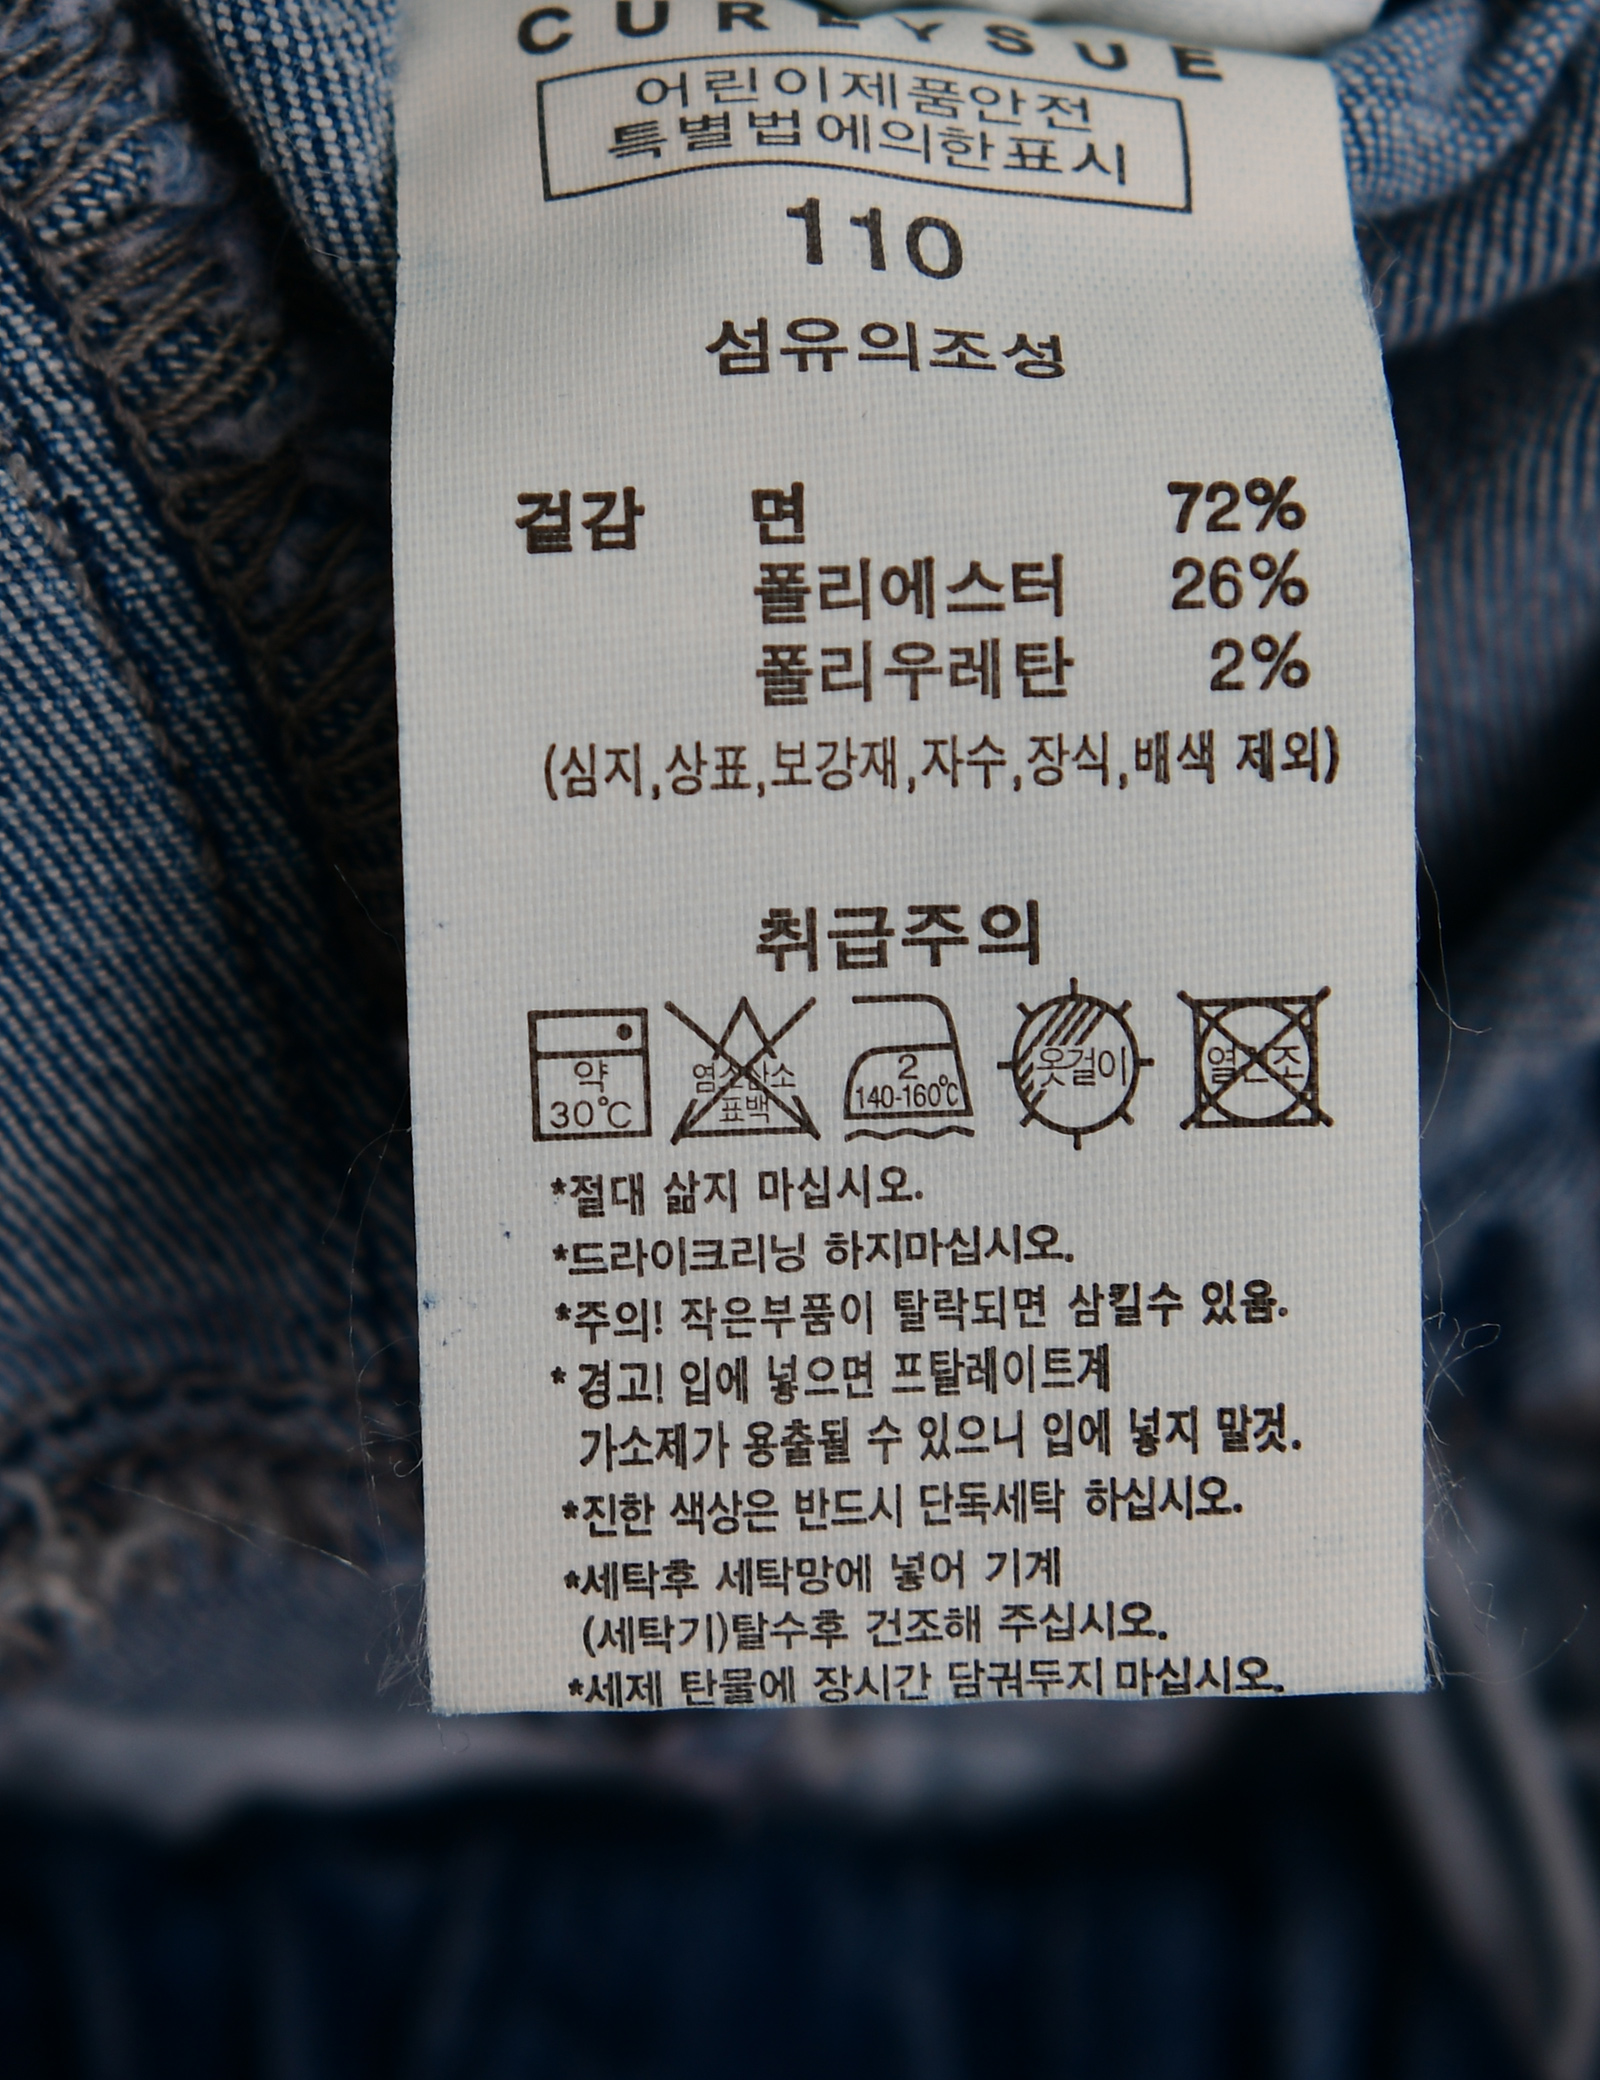 CURLYSUE
어린이제품안전
특별법에의한표시
110
섬유의조성
겉감 면 72%
폴리에스터 26%
폴리우레탄 2%
(심지,상표,보강재,자수,장식,배색 제외)
취급주의
약
30℃
염소산소
표백
2
140-160℃
옷걸이
열건조
*절대 삶지 마십시오.
*드라이크리닝 하지마십시오.
*주의! 작은부품이 탈락되면 삼킬수 있음.
*경고! 입에 넣으면 프탈레이트계
가소제가 용출될 수 있으니 입에 넣지 말것.
*진한 색상은 반드시 단독세탁 하십시오.
*세탁후 세탁망에 넣어 기계
(세탁기)탈수후 건조해 주십시오.
*세제 탄물에 장시간 담궈두지 마십시오.